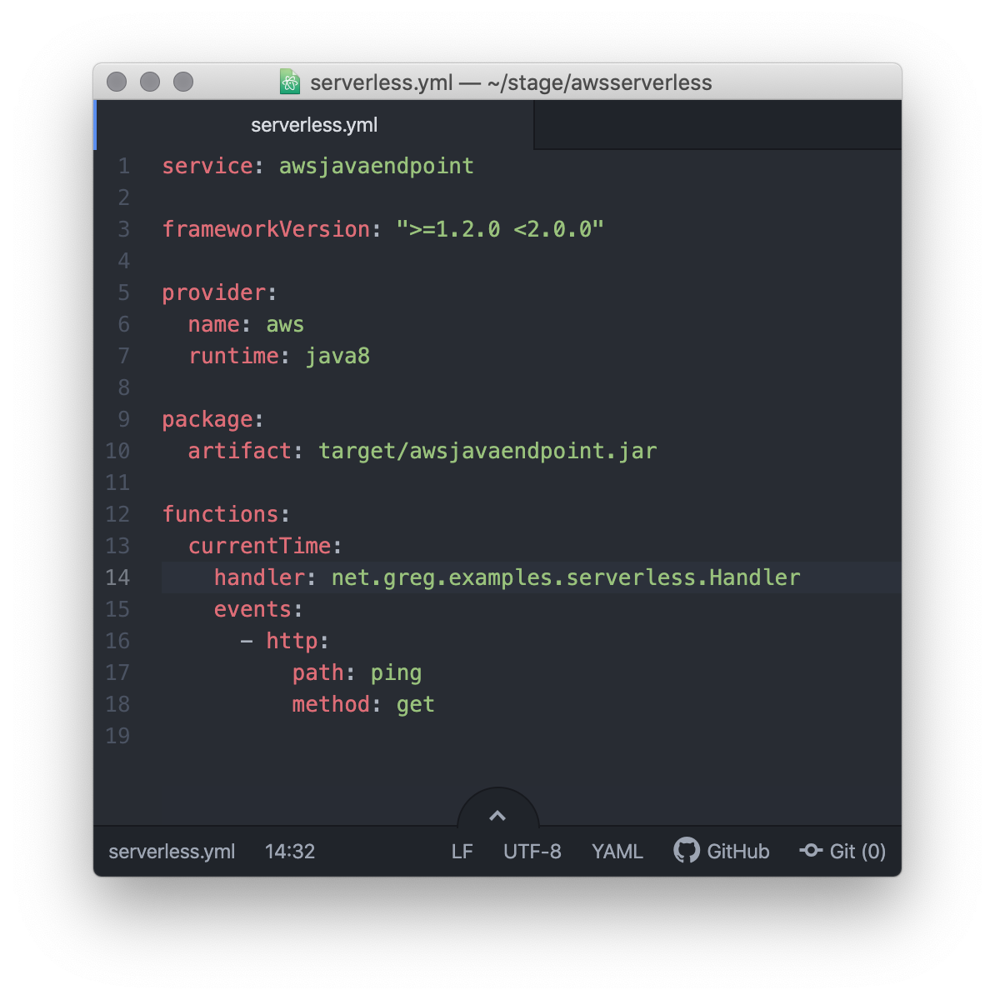 serverless.yml — ~/stage/awsserverless
serverless.yml
1 service: awsjavaendpoint
2
3 frameworkVersion: ">=1.2.0 <2.0.0"
4
5 provider:
6   name: aws
7   runtime: java8
8
9 package:
10   artifact: target/awsjavaendpoint.jar
11
12 functions:
13   currentTime:
14     handler: net.greg.examples.serverless.Handler
15     events:
16       - http:
17           path: ping
18           method: get
19
serverless.yml 14:32 LF UTF-8 YAML GitHub Git (0)